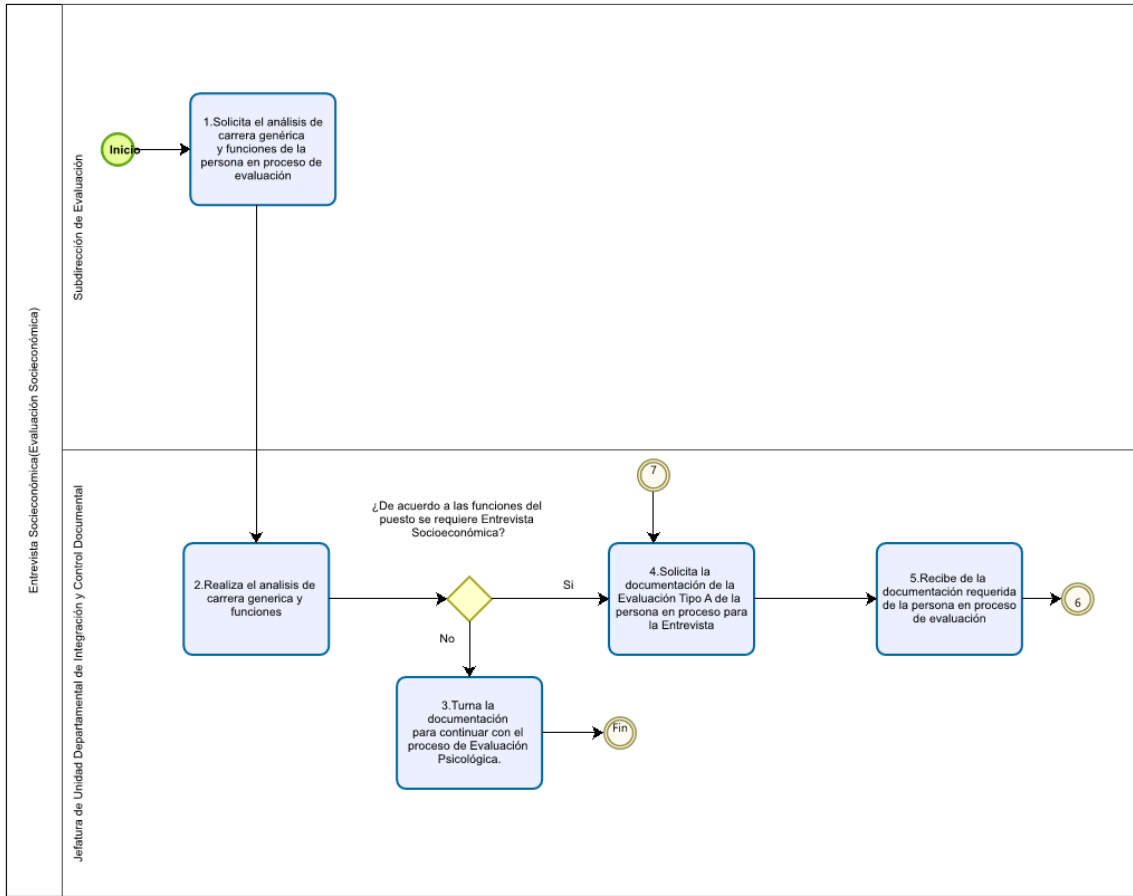 Entrevista Socieconómica(Evaluación Socieconómica)
Subdirección de Evaluación
Inicio
1.Solicita el análisis de
carrera genérica
y funciones de la
persona en proceso de
evaluación
Jefatura de Unidad Departamental de Integración y Control Documental
2.Realiza el analisis de
carrera generica y
funciones
¿De acuerdo a las funciones del
puesto se requiere Entrevista
Socioeconómica?
Si
No
3.Turna la
documentación
para continuar con el
proceso de Evaluación
Psicológica.
Fin
7
4.Solicita la
documentación de la
Evaluación Tipo A de la
persona en proceso para
la Entrevista
5.Recibe de la
documentación requerida
de la persona en proceso
de evaluación
6